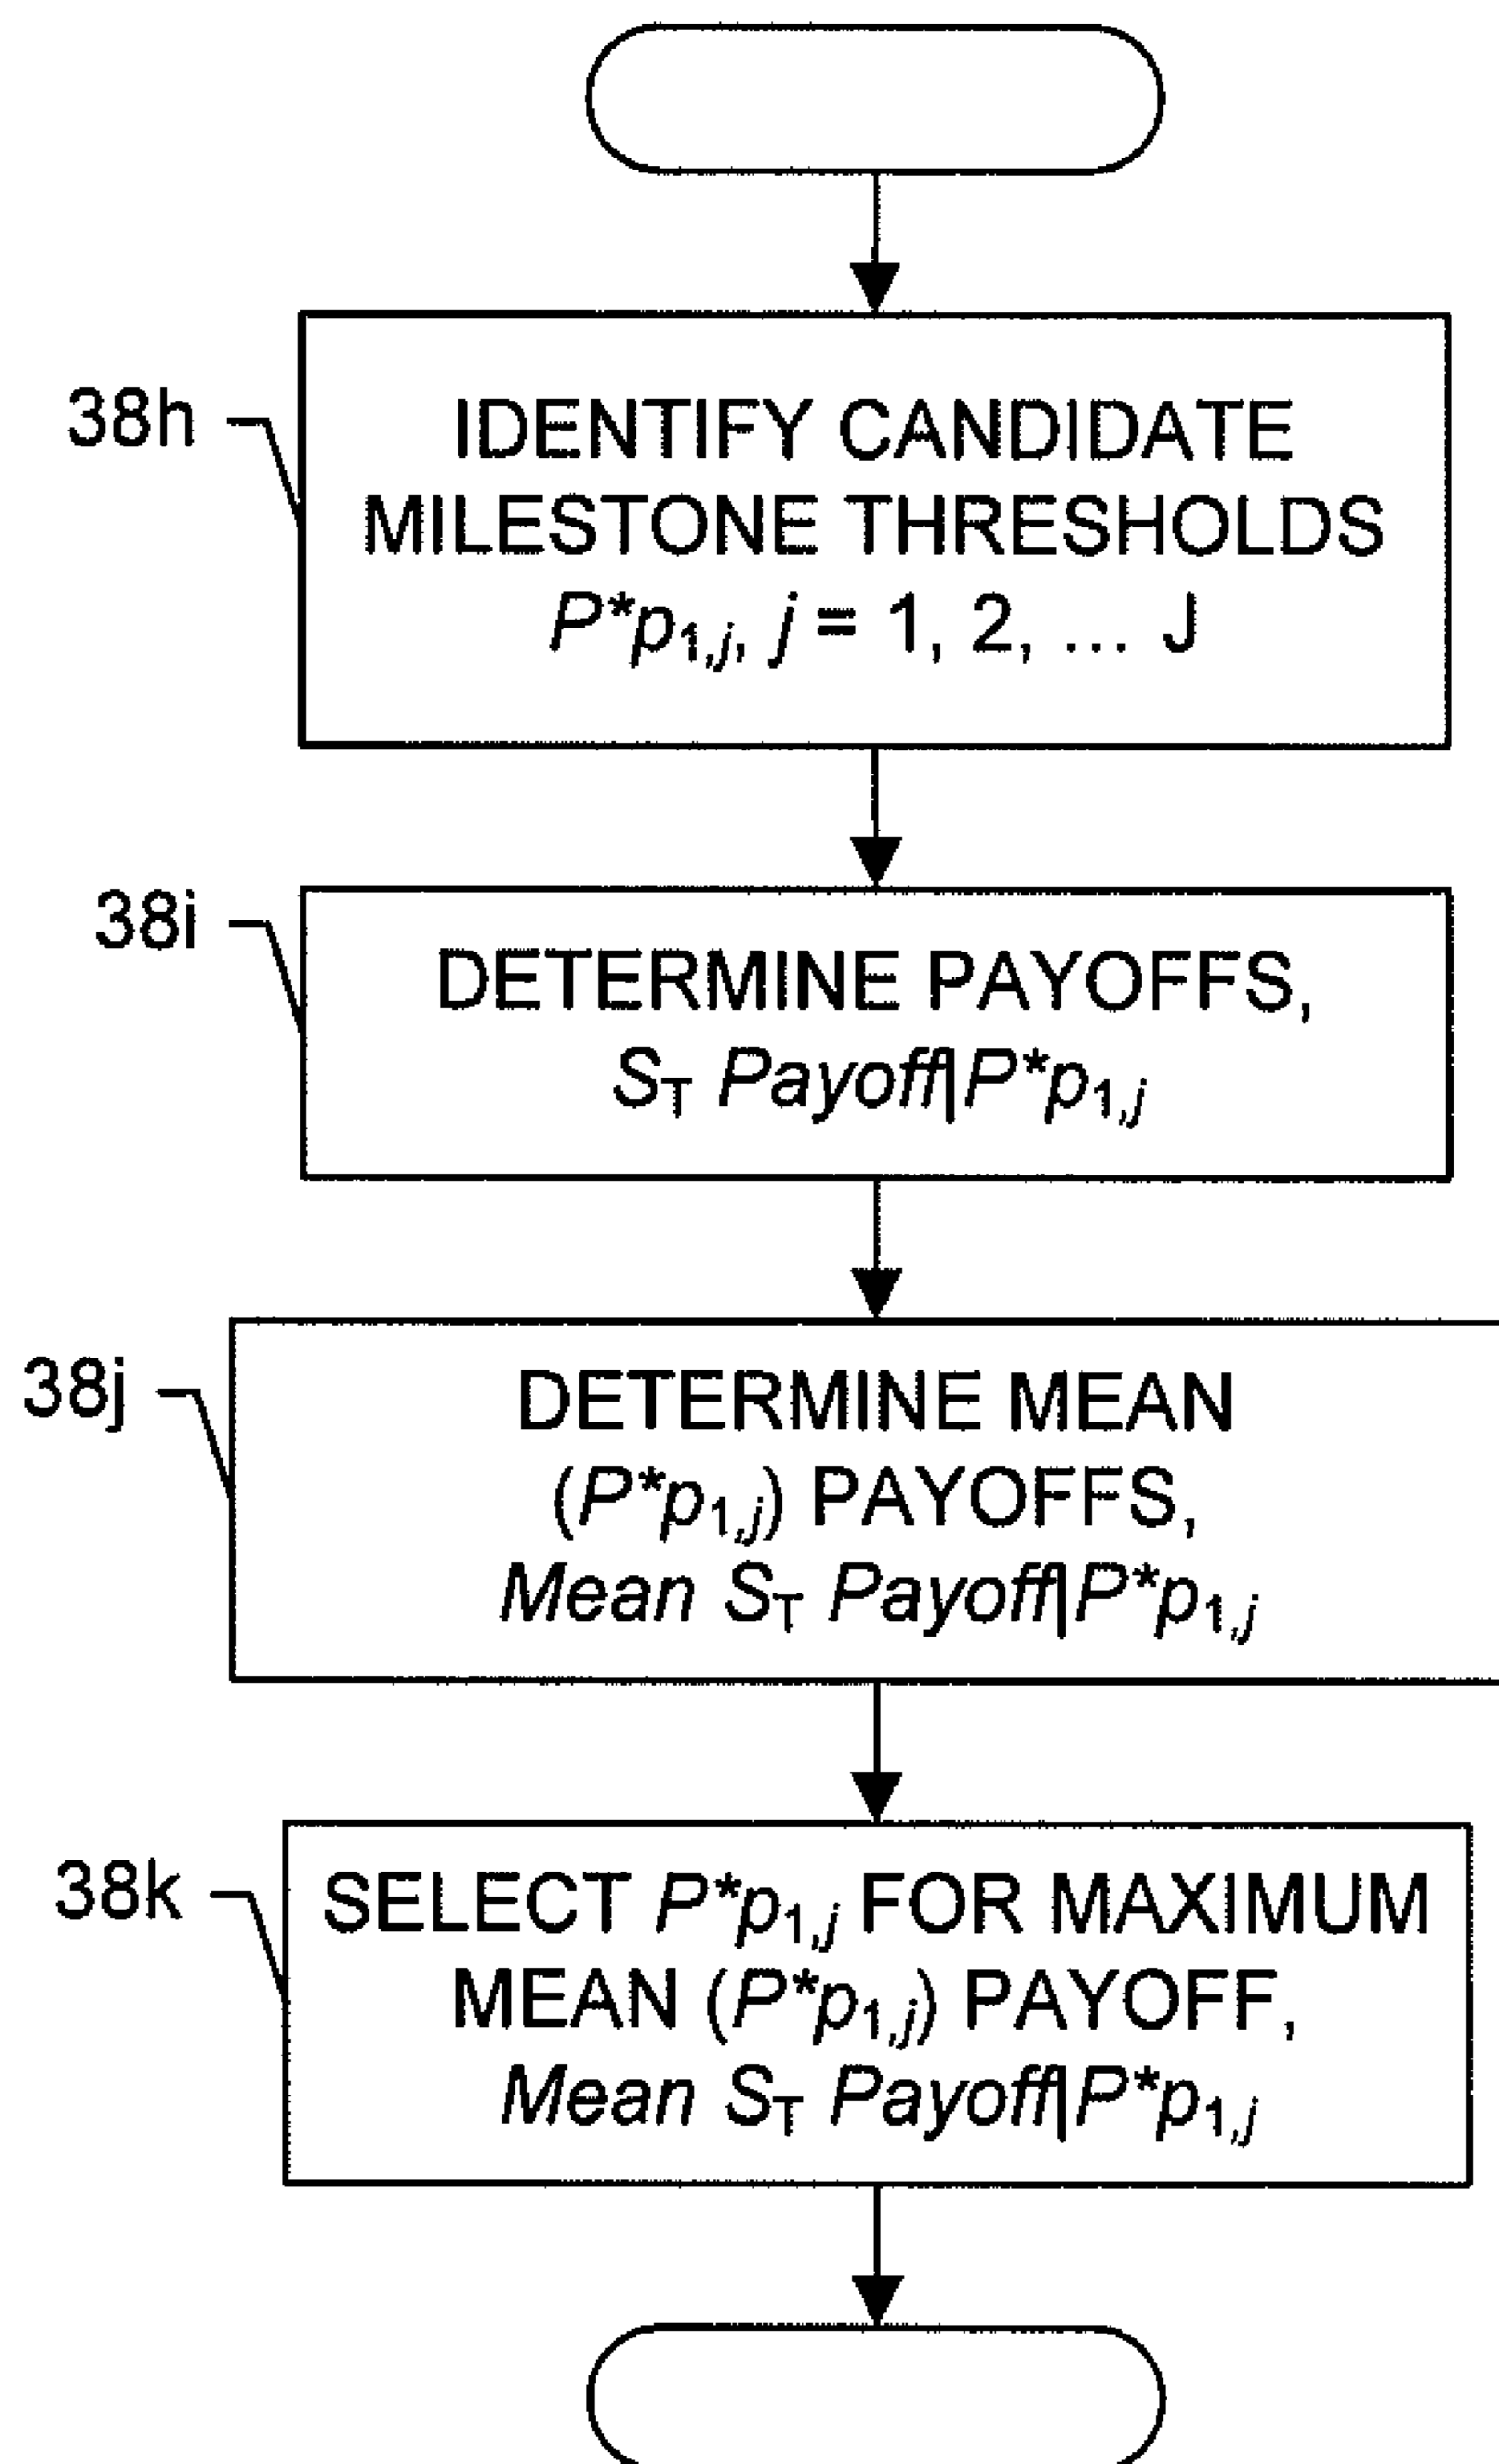 38h
IDENTIFY CANDIDATE
MILESTONE THRESHOLDS
P*p1,j, j = 1, 2, ... J
38i
DETERMINE PAYOFFS,
ST Payoff|P*p1,j
38j
DETERMINE MEAN
(P*p1,j) PAYOFFS,
Mean ST Payoff|P*p1,j
38k
SELECT P*p1,j FOR MAXIMUM
MEAN (P*p1,j) PAYOFF,
Mean ST Payoff|P*p1,j